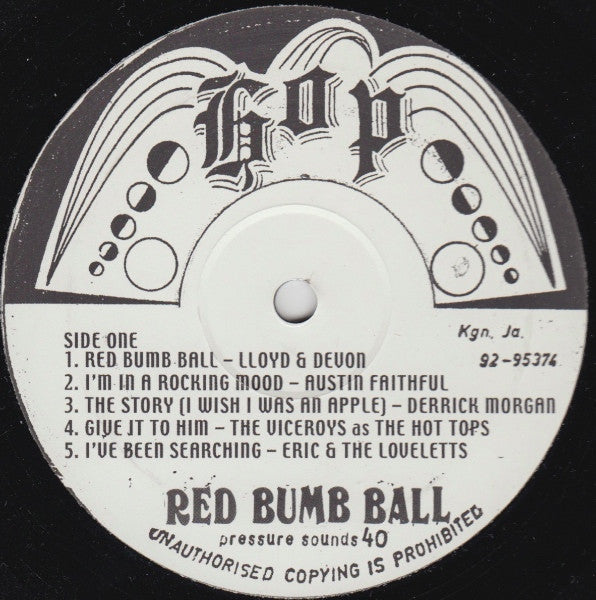 Hop
Kgn, Ja.
92-95374
SIDE ONE
1. RED BUMB BALL – LLOYD & DEVON
2. I'M IN A ROCKING MOOD – AUSTIN FAITHFUL
3. THE STORY (I WISH I WAS AN APPLE) – DERRICK MORGAN
4. GIVE IT TO HIM – THE VICEROYS as THE HOT TOPS
5. I'VE BEEN SEARCHING – ERIC & THE LOVELETTS
RED BUMB BALL
pressure sounds 40
UNAUTHORISED COPYING IS PROHIBITED